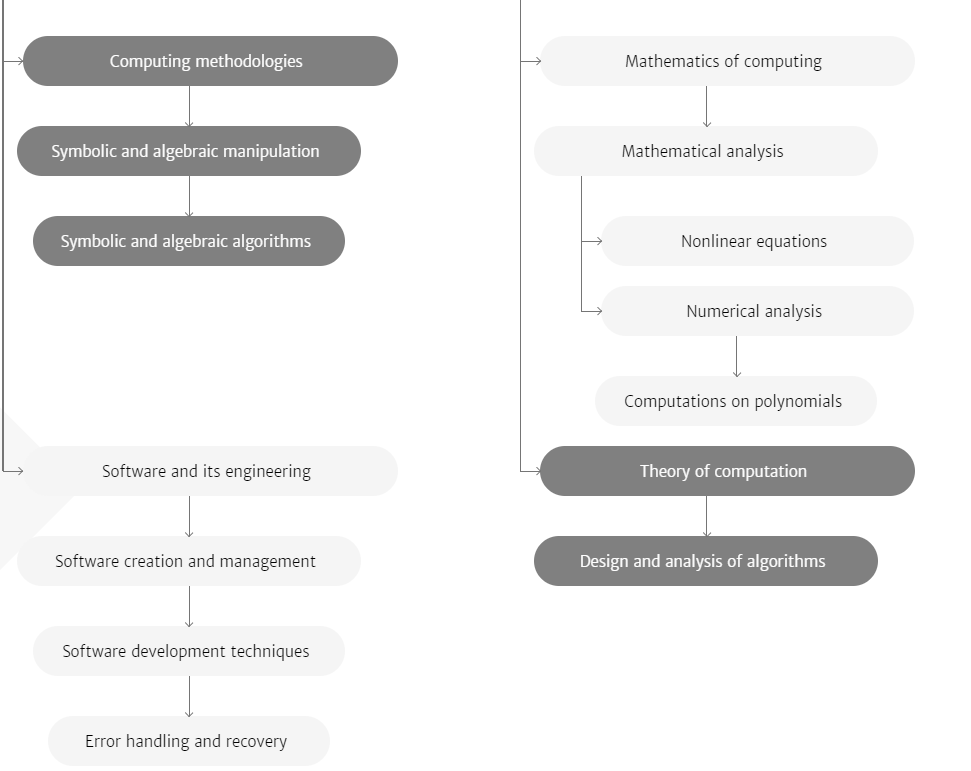 Computing methodologies
Symbolic and algebraic manipulation
Symbolic and algebraic algorithms
Software and its engineering
Software creation and management
Software development techniques
Error handling and recovery
Mathematics of computing
Mathematical analysis
Nonlinear equations
Numerical analysis
Computations on polynomials
Theory of computation
Design and analysis of algorithms